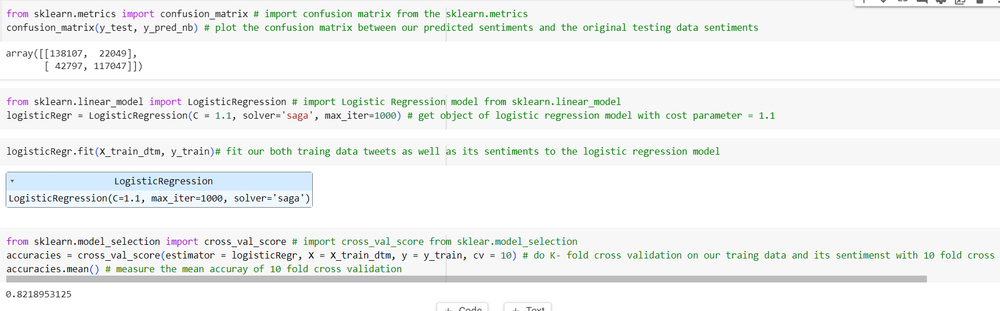 from sklearn.metrics import confusion_matrix # import confusion matrix from the sklearn.metrics
confusion_matrix(y_test, y_pred_nb) # plot the confusion matrix between our predicted sentiments and the original testing data sentiments
array([[138107,  22049],
       [ 42797, 117047]])
from sklearn.linear_model import LogisticRegression # import Logistic Regression model from sklearn.linear_model
logisticRegr = LogisticRegression(C = 1.1, solver='saga', max_iter=1000) # get object of logistic regression model with cost parameter = 1.1
logisticRegr.fit(X_train_dtm, y_train)# fit our both traing data tweets as well as its sentiments to the logistic regression model
LogisticRegression
LogisticRegression(C=1.1, max_iter=1000, solver='saga')
from sklearn.model_selection import cross_val_score # import cross_val_score from sklear.model_selection
accuracies = cross_val_score(estimator = logisticRegr, X = X_train_dtm, y = y_train, cv = 10) # do K- fold cross validation on our traing data and its sentimenst with 10 fold cross
accuracies.mean() # measure the mean accuray of 10 fold cross validation
0.8218953125
+ Code + Text